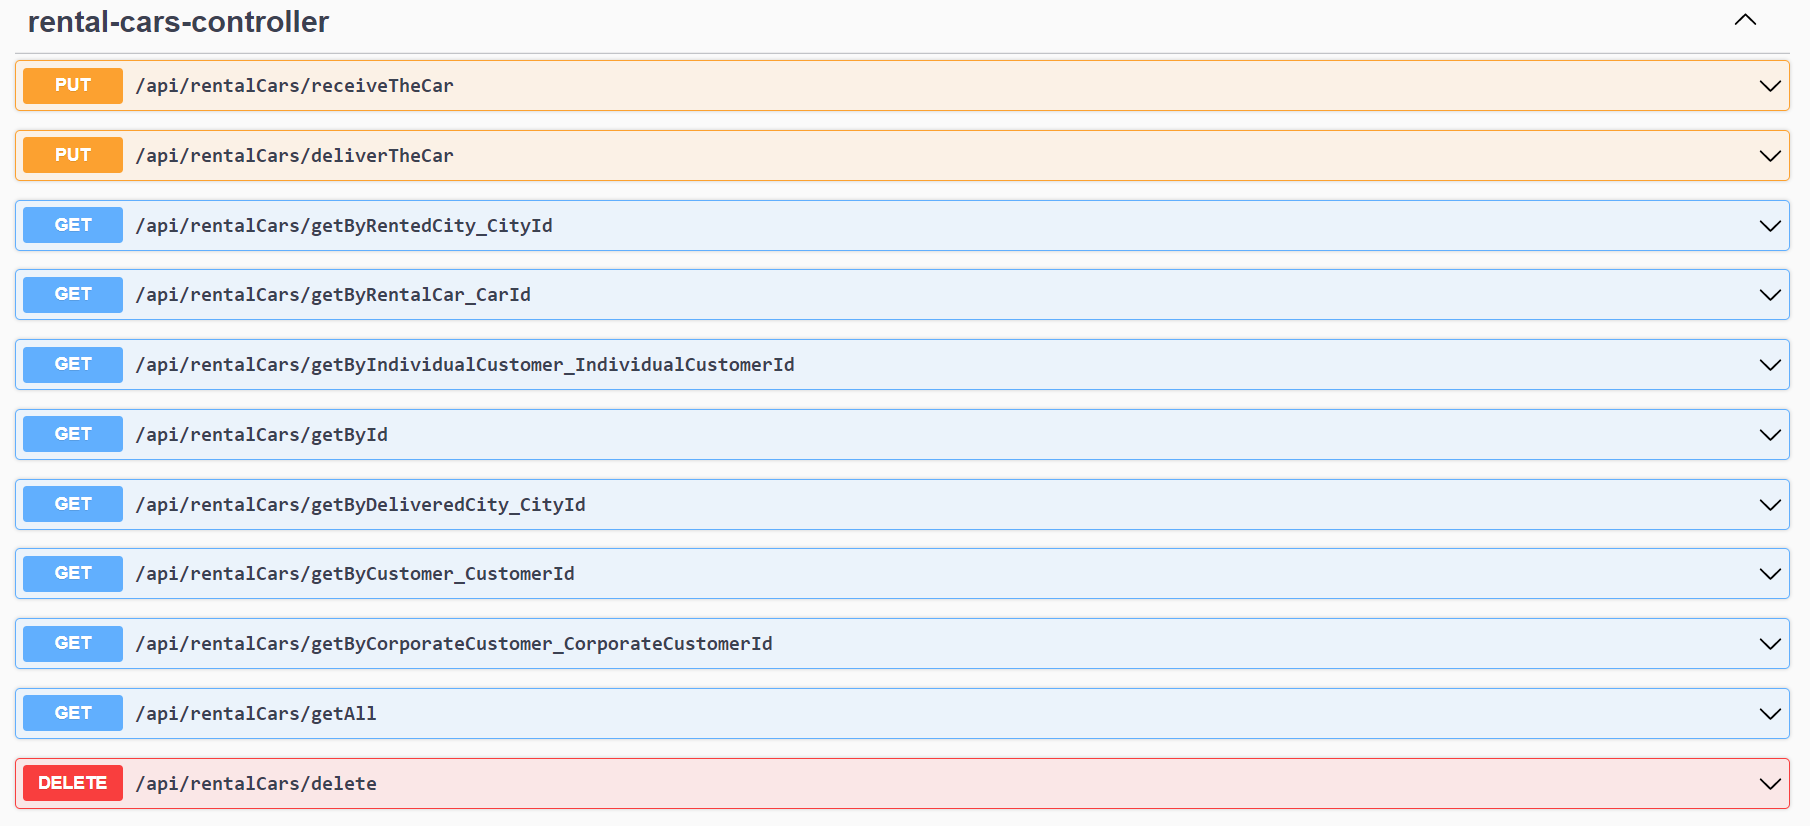 rental-cars-controller
PUT /api/rentalCars/receiveTheCar
PUT /api/rentalCars/deliverTheCar
GET /api/rentalCars/getByRentedCity_CityId
GET /api/rentalCars/getByRentalCar_CarId
GET /api/rentalCars/getByIndividualCustomer_IndividualCustomerId
GET /api/rentalCars/getById
GET /api/rentalCars/getByDeliveredCity_CityId
GET /api/rentalCars/getByCustomer_CustomerId
GET /api/rentalCars/getByCorporateCustomer_CorporateCustomerId
GET /api/rentalCars/getAll
DELETE /api/rentalCars/delete